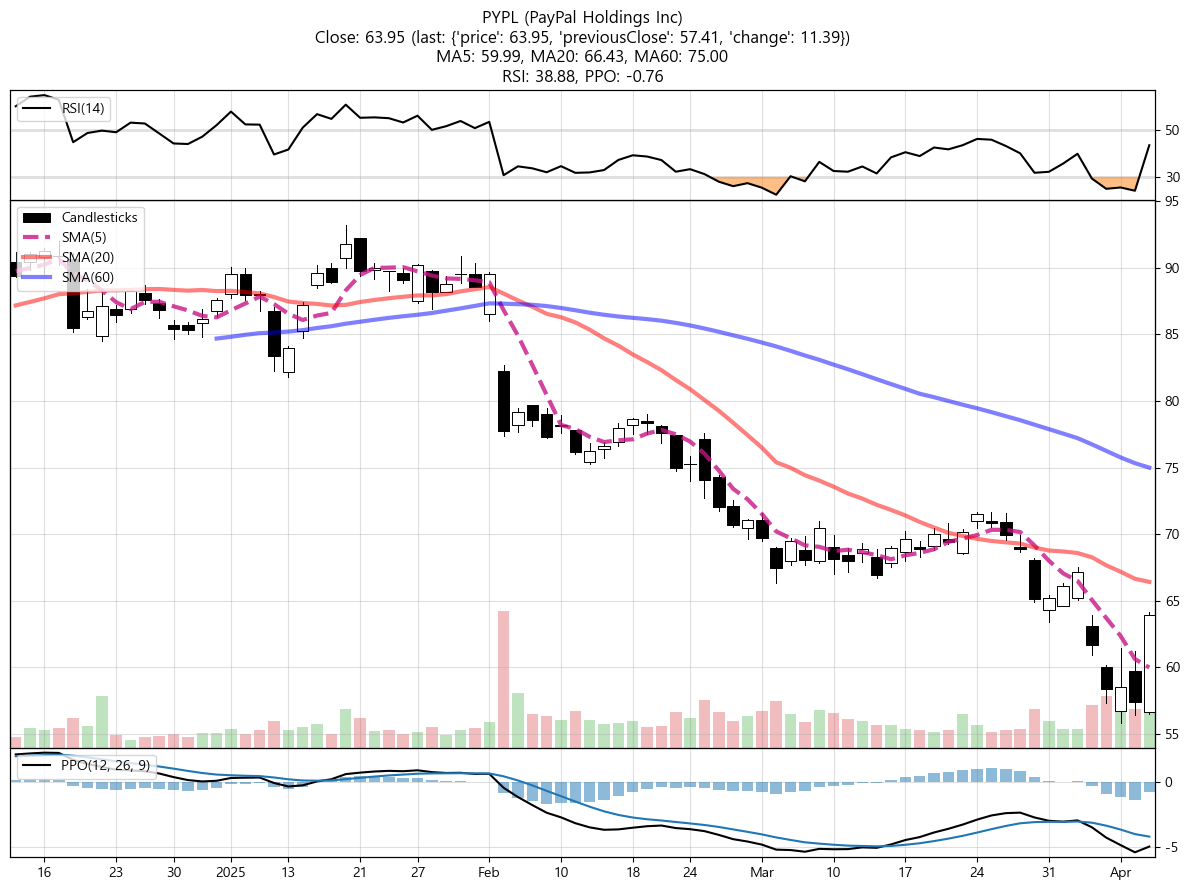 PYPL (PayPal Holdings Inc)
Close: 63.95 (last: {'price': 63.95, 'previousClose': 57.41, 'change': 11.39})
MA5: 59.99, MA20: 66.43, MA60: 75.00
RSI: 38.88, PPO: -0.76
RSI(14)
50
30
95
Candlesticks
SMA(5)
SMA(20)
SMA(60)
90
85
80
75
70
65
60
55
PPO(12, 26, 9)
0
-5
16 23 30 2025 13 21 27 Feb 10 18 24 Mar 10 17 24 31 Apr